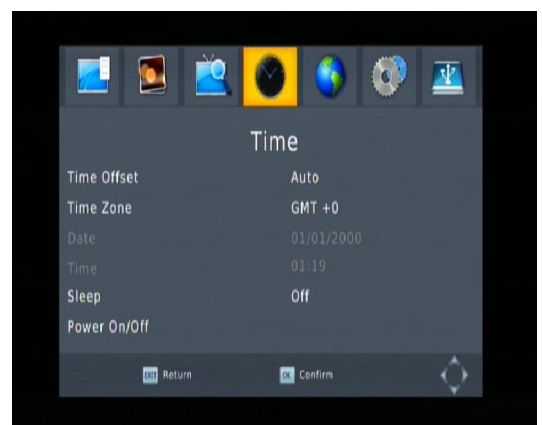 Time
Time Offset Auto
Time Zone GMT +0
Date 01/01/2000
Time 01:19
Sleep Off
Power On/Off
EXIT Return OK Confirm